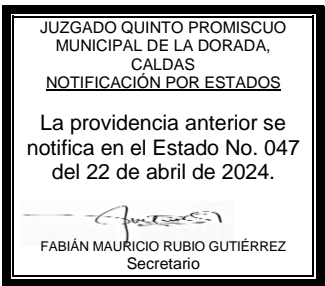 JUZGADO QUINTO PROMISCUO
MUNICIPAL DE LA DORADA,
CALDAS
NOTIFICACIÓN POR ESTADOS
La providencia anterior se
notifica en el Estado No. 047
del 22 de abril de 2024.
FABIÁN MAURICIO RUBIO GUTIÉRREZ
Secretario